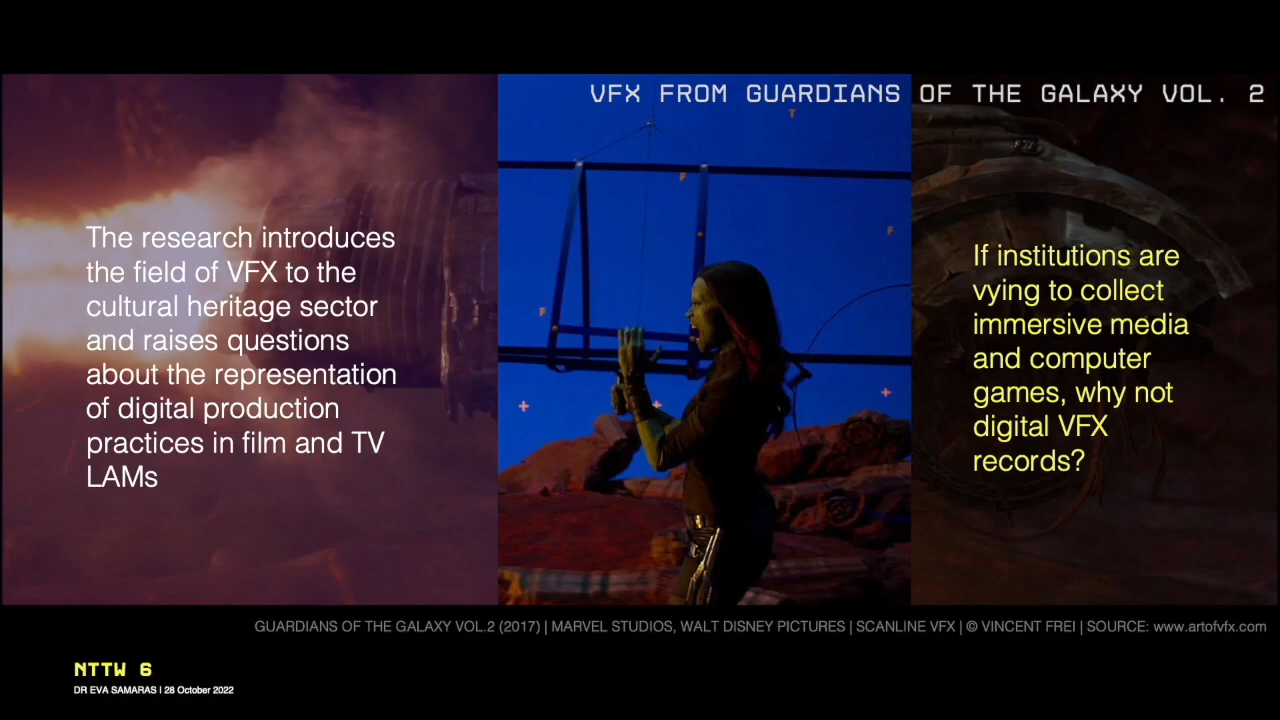 VFX FROM GUARDIANS OF THE GALAXY VOL. 2
The research introduces
the field of VFX to the
cultural heritage sector
and raises questions
about the representation
of digital production
practices in film and TV
LAMs
If institutions are
vying to collect
immersive media
and computer
games, why not
digital VFX
records?
GUARDIANS OF THE GALAXY VOL.2 (2017) | MARVEL STUDIOS, WALT DISNEY PICTURES | SCANLINE VFX | © VINCENT FREI | SOURCE: www.artofvfx.com
NTTW 6
DR EVA SAMARAS | 28 October 2022